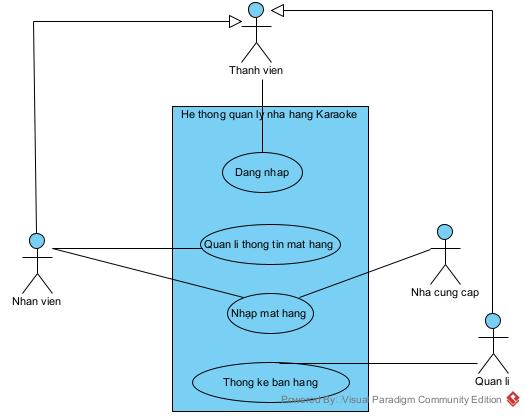 Thanh vien
He thong quan ly nha hang Karaoke
Dang nhap
Quan li thong tin mat hang
Nhan vien
Nha cung cap
Nhap mat hang
Quan li
Thong ke ban hang
Powered By: Visual Paradigm Community Edition